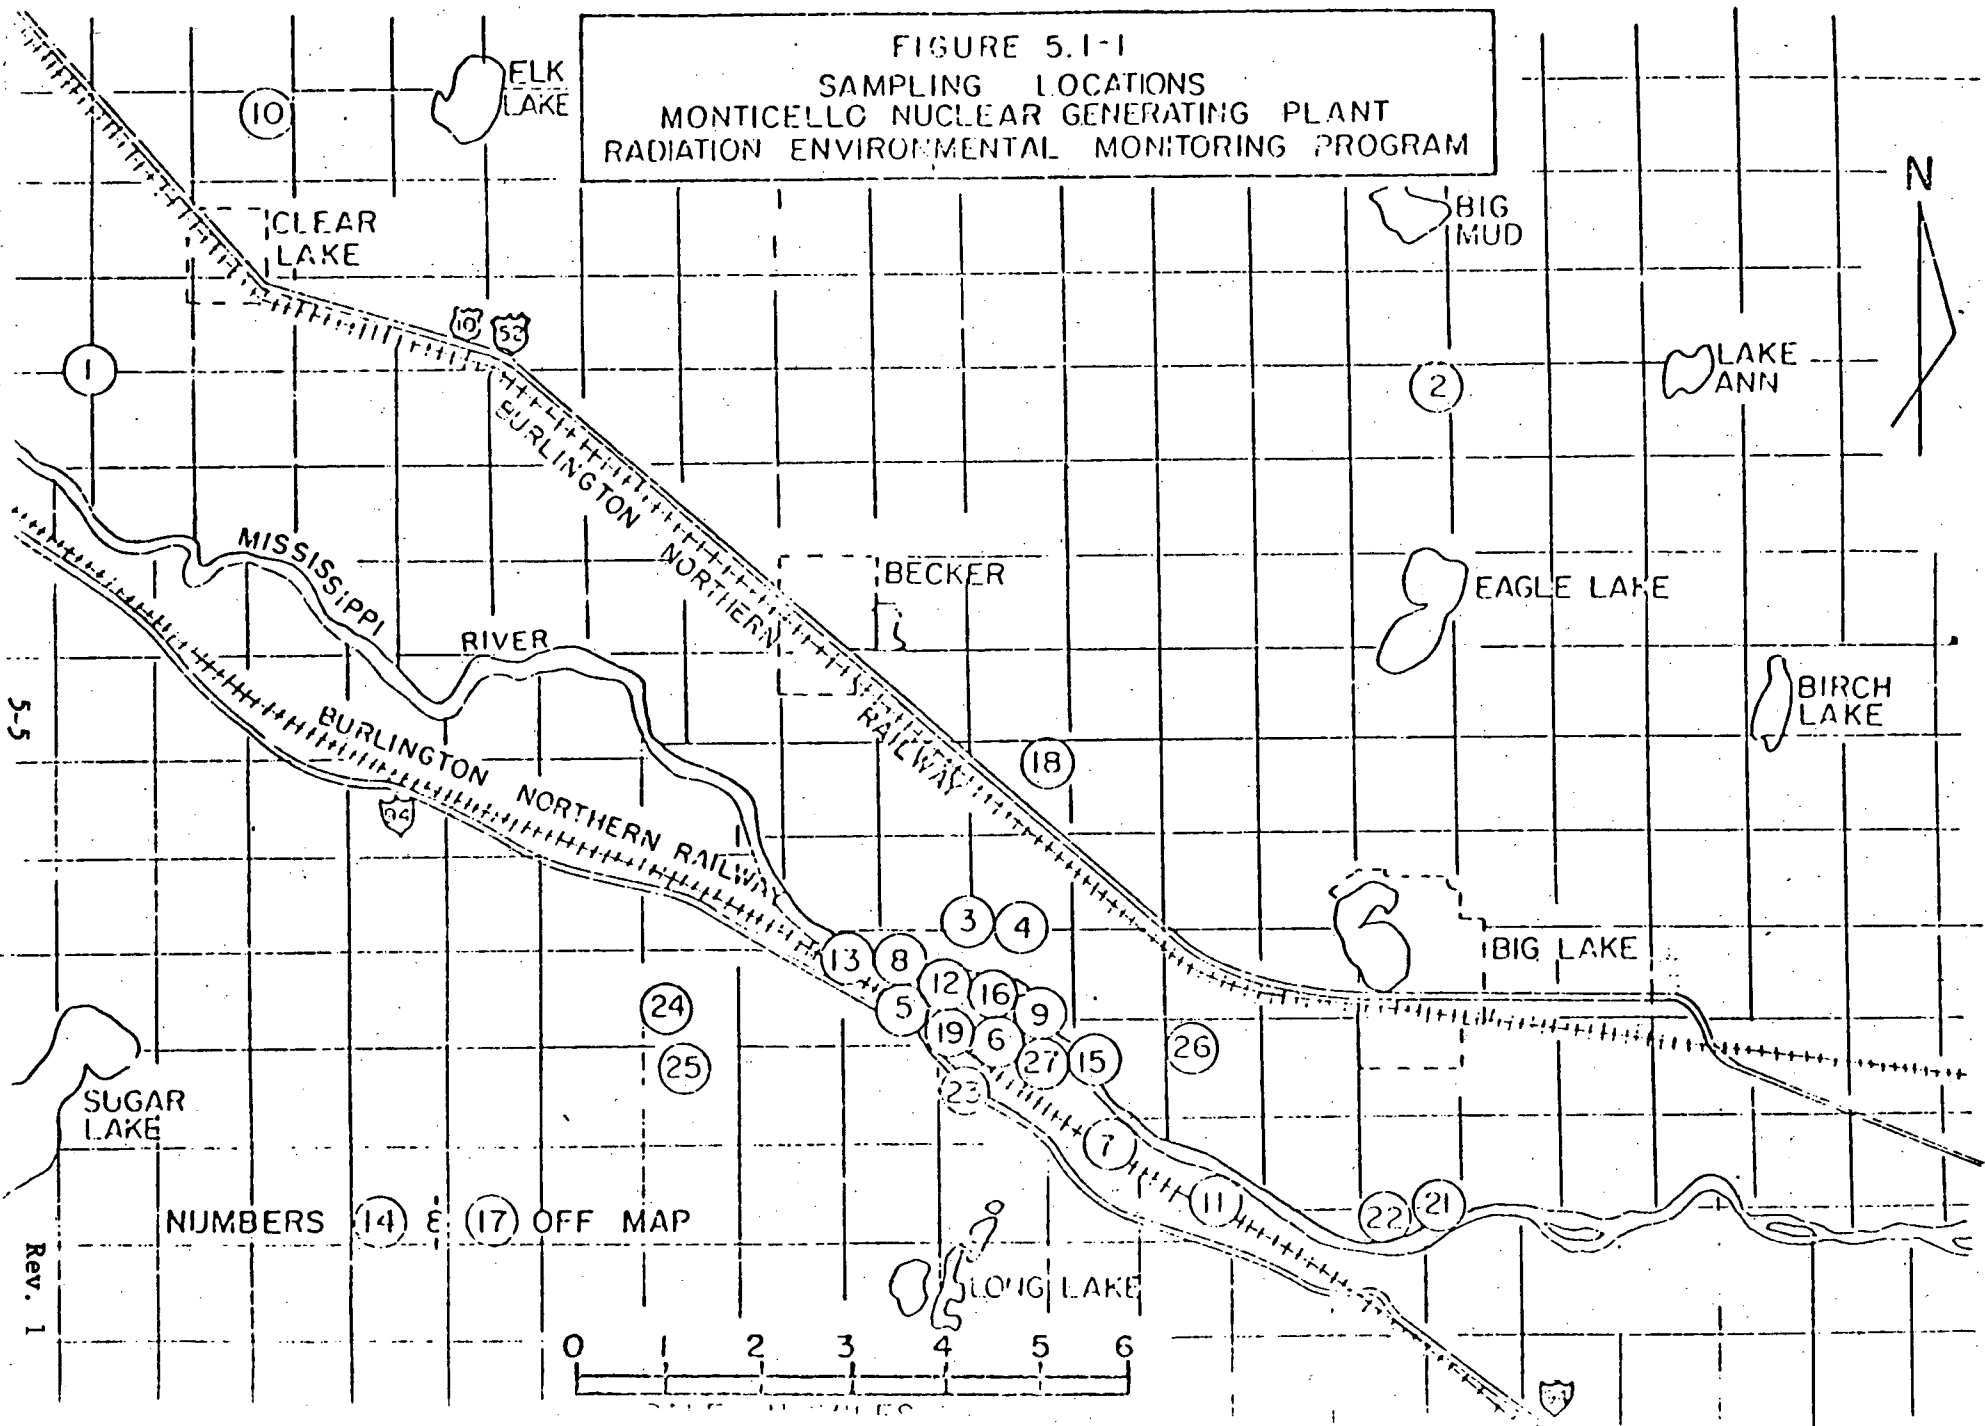 FIGURE 5.1-1
SAMPLING LOCATIONS
MONTICELLO NUCLEAR GENERATING PLANT
RADIATION ENVIRONMENTAL MONITORING PROGRAM
N
ELK
LAKE
10
CLEAR
LAKE
BIG
MUD
10
52
1
2
LAKE
ANN
BURLINGTON NORTHERN RAILWAY
MISSISSIPPI RIVER
BECKER
EAGLE LAKE
BIRCH
LAKE
BURLINGTON NORTHERN RAILWAY
94
18
3
4
BIG LAKE
13
8
12
16
9
5
19
6
27
15
26
24
25
23
7
11
22
21
SUGAR
LAKE
NUMBERS 14 & 17 OFF MAP
LONG LAKE
0 1 2 3 4 5 6
94
5-5
Rev. 1